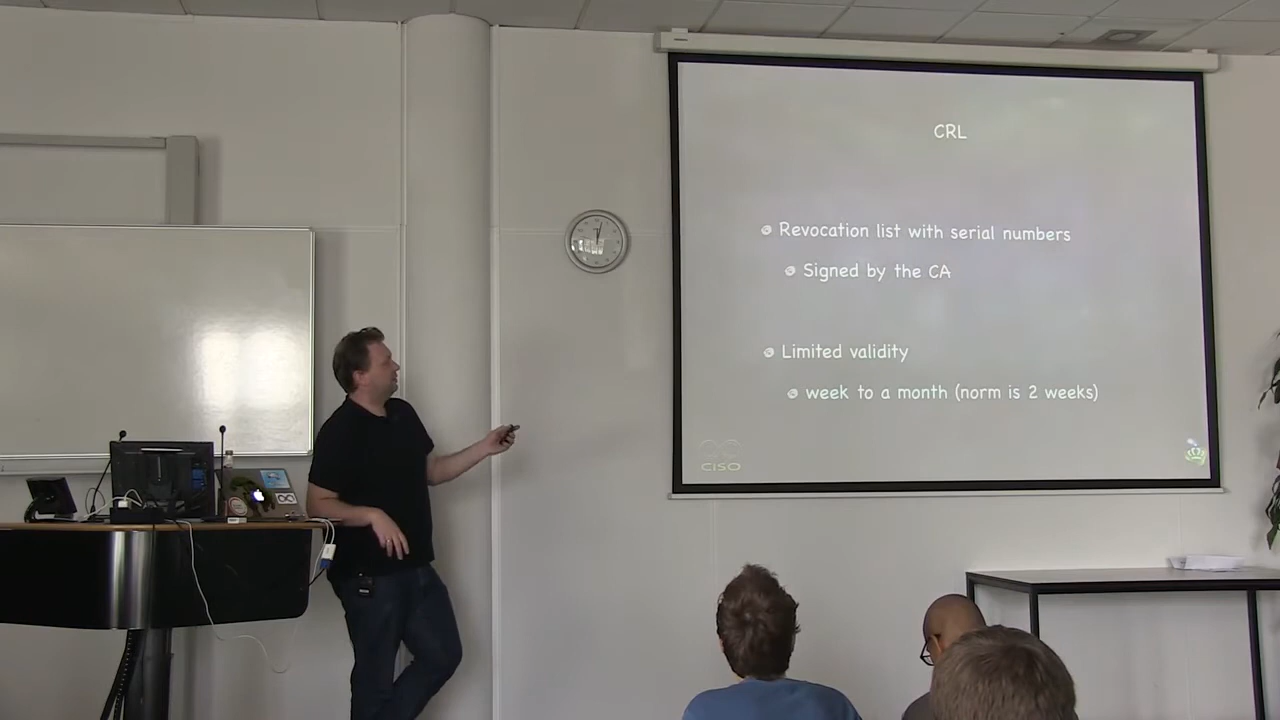 CRL
Revocation list with serial numbers
Signed by the CA
Limited validity
week to a month (norm is 2 weeks)
CISO